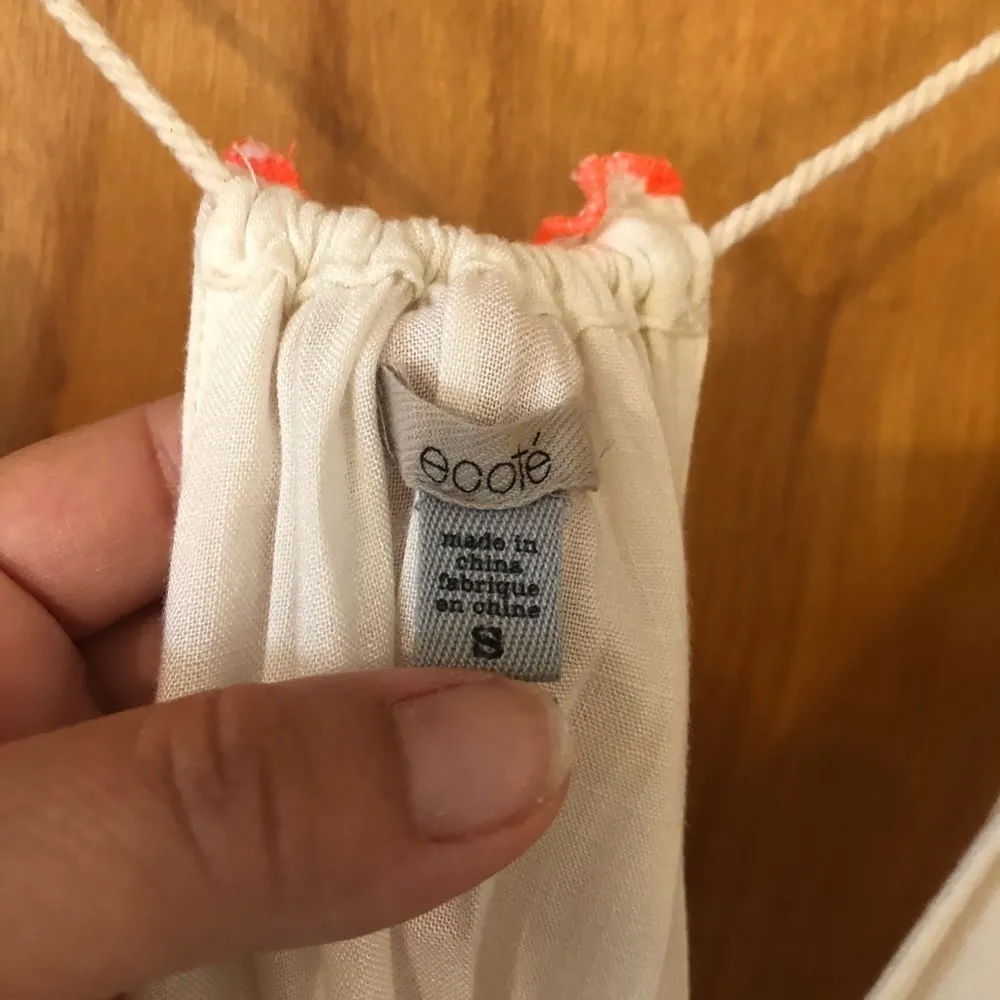 ecoté
made in
china
fabrique
en chine
S